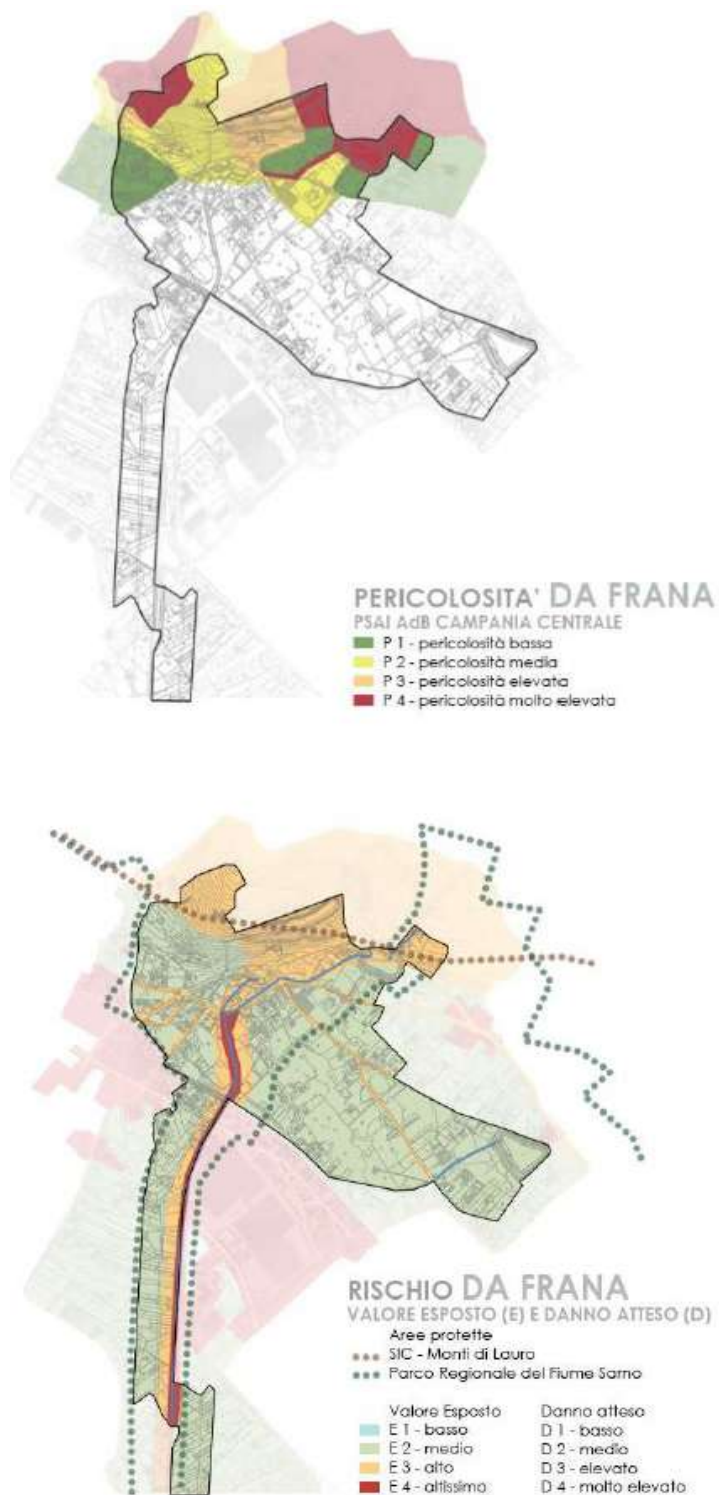 PERICOLOSITA' DA FRANA
PSAI AdB CAMPANIA CENTRALE
P 1 - pericolosità bassa
P 2 - pericolosità media
P 3 - pericolosità elevata
P 4 - pericolosità molto elevata
RISCHIO DA FRANA
VALORE ESPOSTO (E) E DANNO ATTESO (D)
Aree protette
SIC - Monti di Lauro
Parco Regionale del Fiume Sarno
Valore Esposto Danno atteso
E 1 - basso D 1 - basso
E 2 - medio D 2 - medio
E 3 - alto D 3 - elevato
E 4 - altissimo D 4 - molto elevato